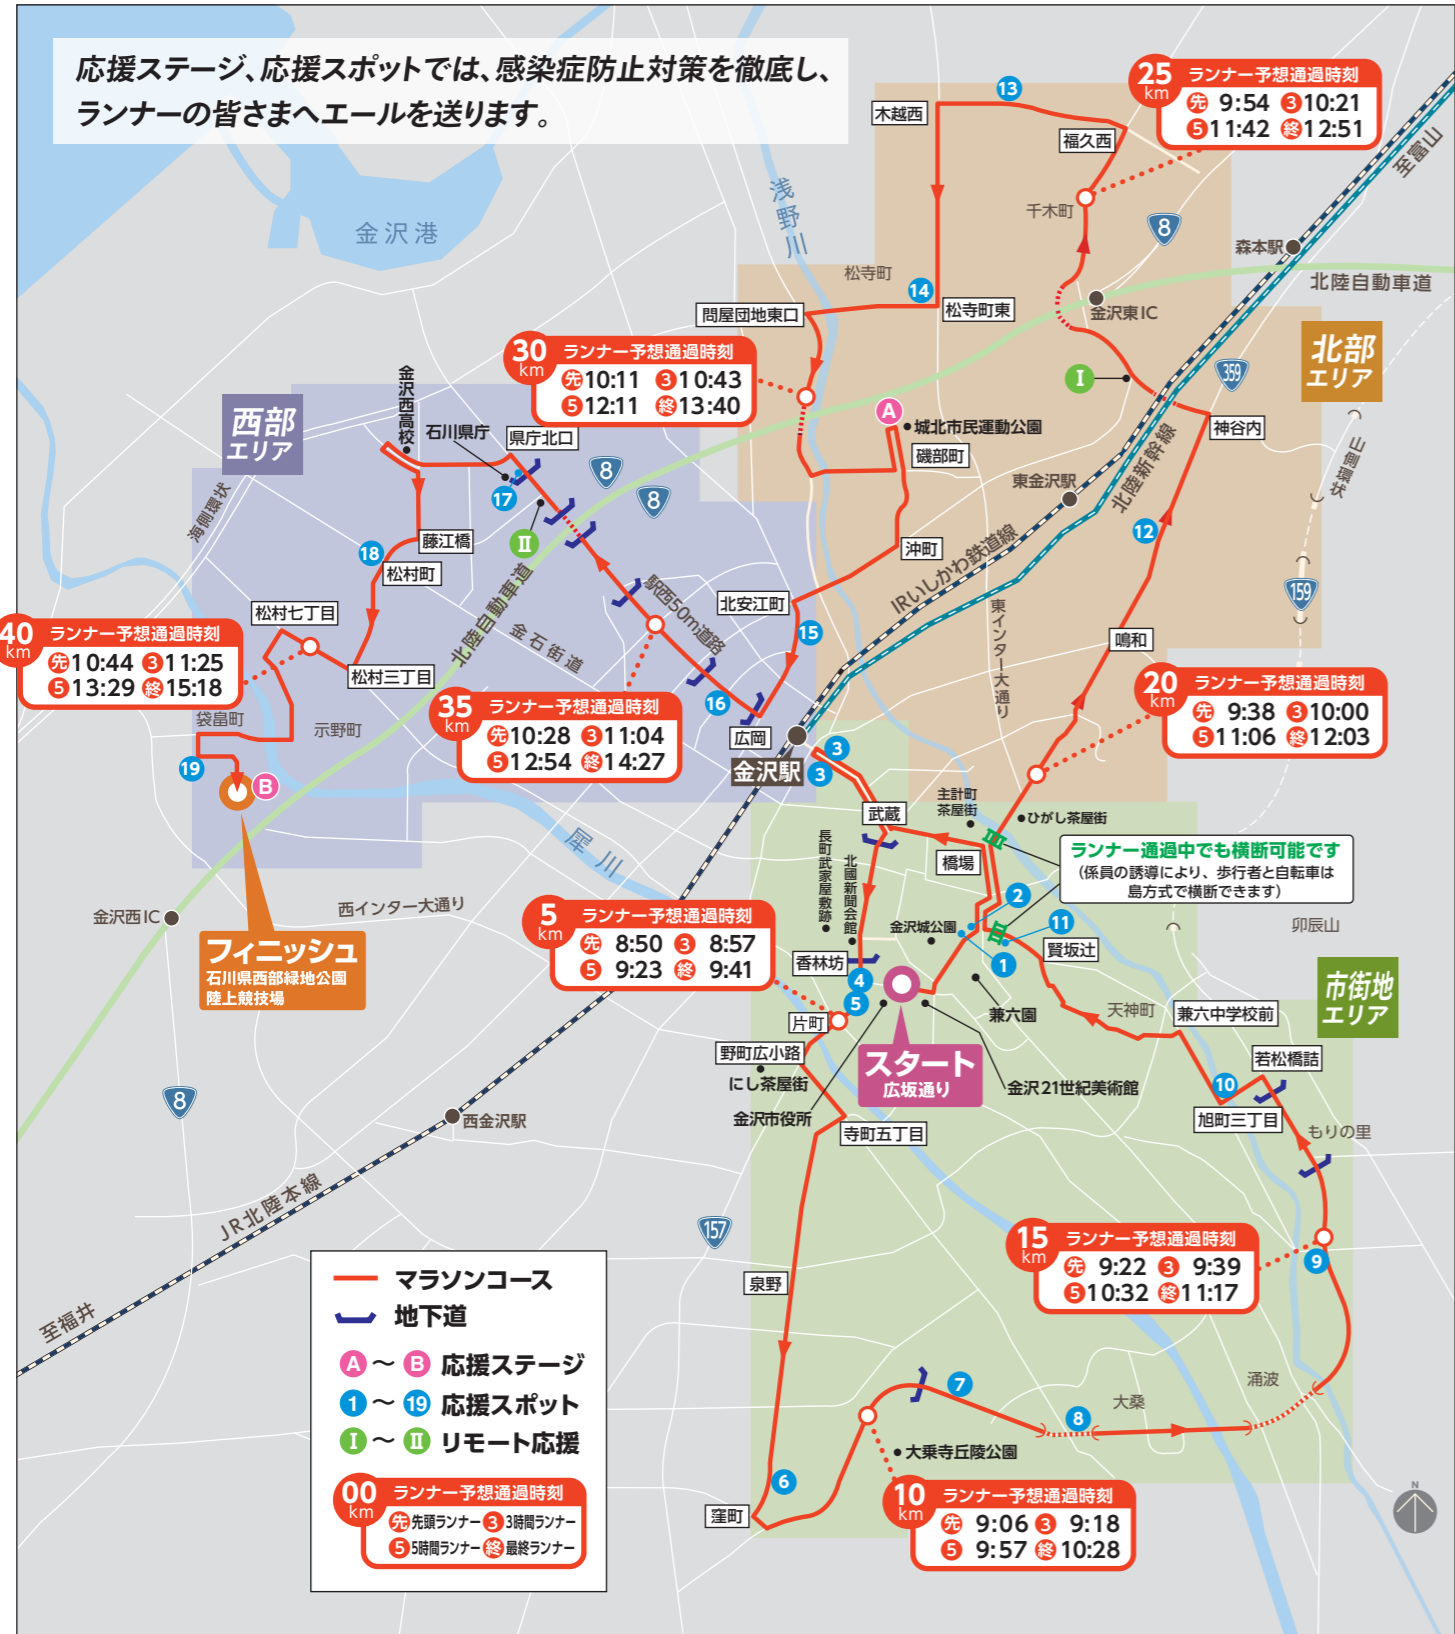 応援ステージ、応援スポットでは、感染症防止対策を徹底し、
ランナーの皆さまへエールを送ります。
25
km
ランナー予想通過時刻
先 9:54 3 10:21
5 11:42 終 12:51
13
木越西
福久西
至富山
浅野川
金沢港
千木町
8
森本駅
北陸自動車道
松寺町
14
松寺町東
問屋団地東口
金沢東IC
北部
エリア
30
km
ランナー予想通過時刻
先 10:11 3 10:43
5 12:11 終 13:40
I
359
神谷内
山側環状
A
城北市民運動公園
磯部町
金沢西高校
西部
エリア
石川県庁
県庁北口
8
8
17
II
海側環状
東金沢駅
北陸新幹線
12
沖町
藤江橋
18
松村町
北陸自動車道
駅西50m道路
IRいしかわ鉄道線
東インター大通り
159
北安江町
15
鳴和
松村七丁目
金石街道
40
km
ランナー予想通過時刻
先 10:44 3 11:25
5 13:29 終 15:18
松村三丁目
袋畠町
示野町
35
km
ランナー予想通過時刻
先 10:28 3 11:04
5 12:54 終 14:27
16
広岡
20
km
ランナー予想通過時刻
先 9:38 3 10:00
5 11:06 終 12:03
19
B
金沢駅
3
3
武蔵
主計町
茶屋街
ひがし茶屋街
橋場
ランナー通過中でも横断可能です
(係員の誘導により、歩行者と自転車は
島方式で横断できます)
犀川
長町武家屋敷跡
北國新聞会館
金沢城公園
2
1
11
賢坂辻
卯辰山
金沢西IC
西インター大通り
フィニッシュ
石川県西部緑地公園
陸上競技場
5
km
ランナー予想通過時刻
先 8:50 3 8:57
5 9:23 終 9:41
香林坊
4
5
片町
兼六園
天神町
兼六中学校前
市街地
エリア
スタート
広坂通り
野町広小路
にし茶屋街
金沢市役所
金沢21世紀美術館
若松橋詰
10
旭町三丁目
もりの里
寺町五丁目
8
西金沢駅
JR北陸本線
至福井
157
15
km
ランナー予想通過時刻
先 9:22 3 9:39
5 10:32 終 11:17
9
泉野
マラソンコース
地下道
A ～ B 応援ステージ
1 ～ 19 応援スポット
I ～ II リモート応援
00
km
ランナー予想通過時刻
先 先頭ランナー 3 3時間ランナー
5 5時間ランナー 終 最終ランナー
7
8
大桑
涌波
大乗寺丘陵公園
6
窪町
10
km
ランナー予想通過時刻
先 9:06 3 9:18
5 9:57 終 10:28
N